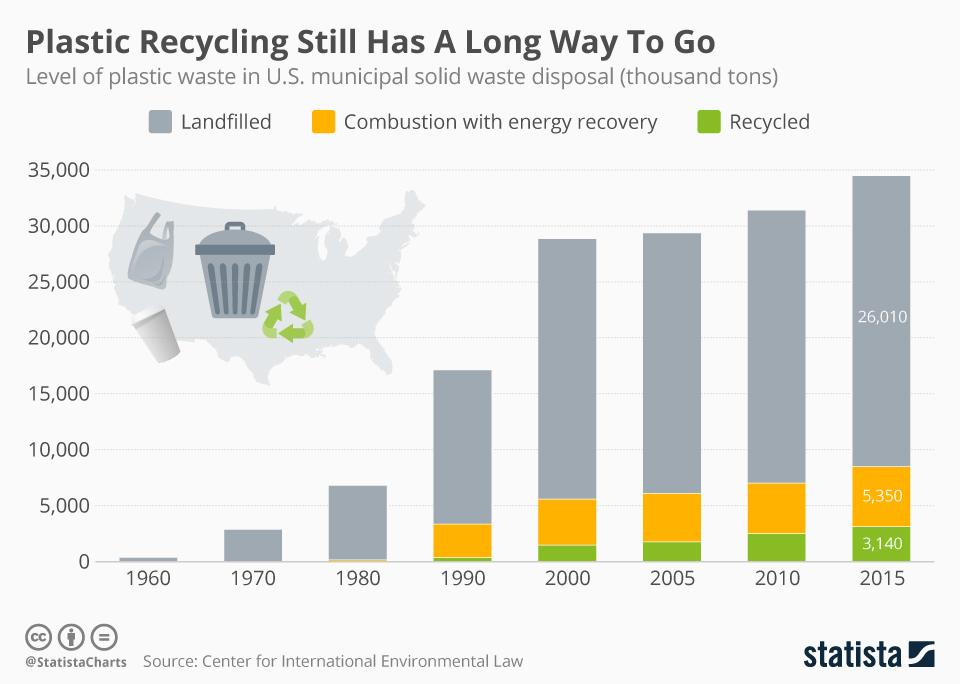 Plastic Recycling Still Has A Long Way To Go
Level of plastic waste in U.S. municipal solid waste disposal (thousand tons)
Landfilled Combustion with energy recovery Recycled
35,000
30,000
25,000
20,000
15,000
10,000
5,000
0
26,010
5,350
3,140
1960 1970 1980 1990 2000 2005 2010 2015
cc
@StatistaCharts Source: Center for International Environmental Law
statista